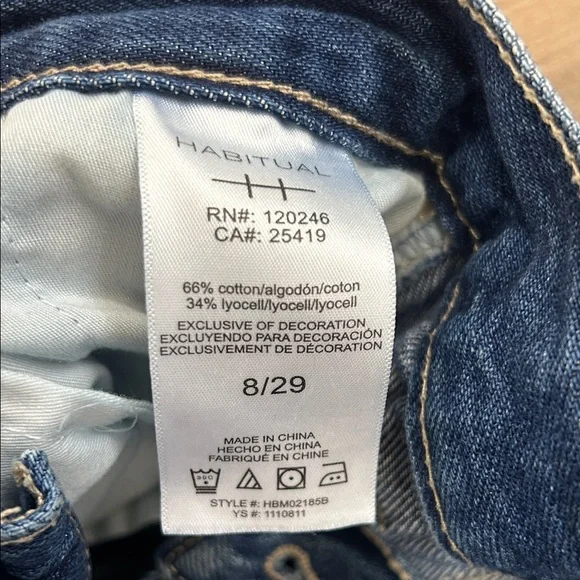 HABITUAL
RN#: 120246
CA#: 25419
66% cotton/algodón/coton
34% lyocell/lyocell/lyocell
EXCLUSIVE OF DECORATION
EXCLUYENDO PARA DECORACIÓN
EXCLUSIVEMENT DE DÉCORATION
8/29
MADE IN CHINA
HECHO EN CHINA
FABRIQUÉ EN CHINE
STYLE #: HBM02185B
YS #: 1110811